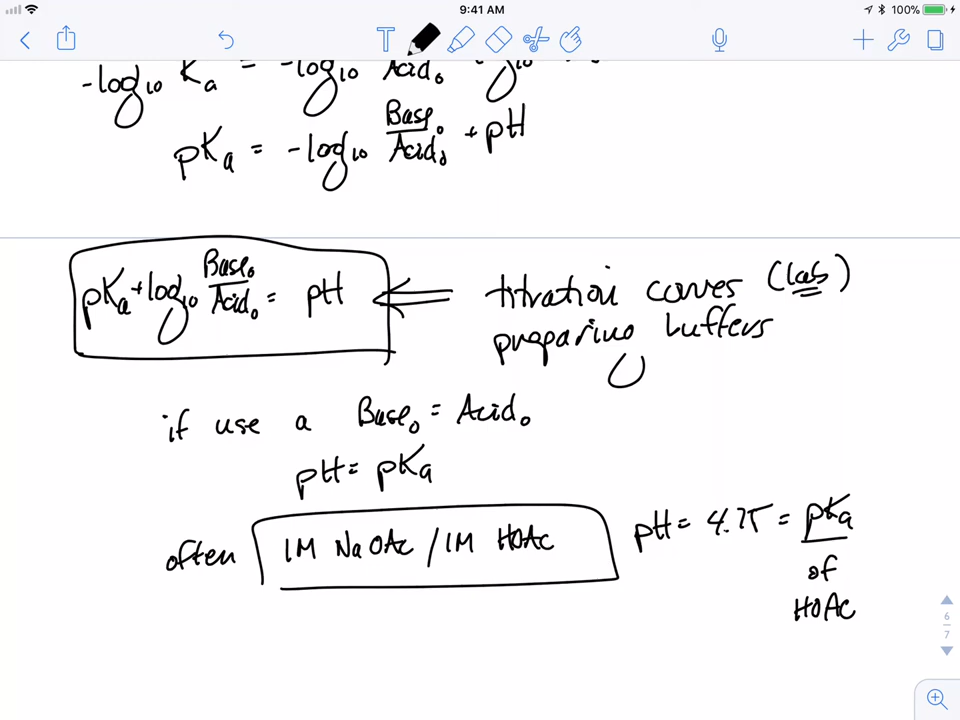 9:41 AM
100%
T
-log₁₀ Kₐ = -log₁₀ Acid₀
pKₐ = -log₁₀ Base₀/Acid₀ + pH
pKₐ + log₁₀ Base₀/Acid₀ = pH
titration curves (lab)
preparing buffers
if use a Base₀ = Acid₀
pH = pKₐ
often 1M NaOAc / 1M HOAc pH = 4.75 = pKₐ
of
HOAc
6
7